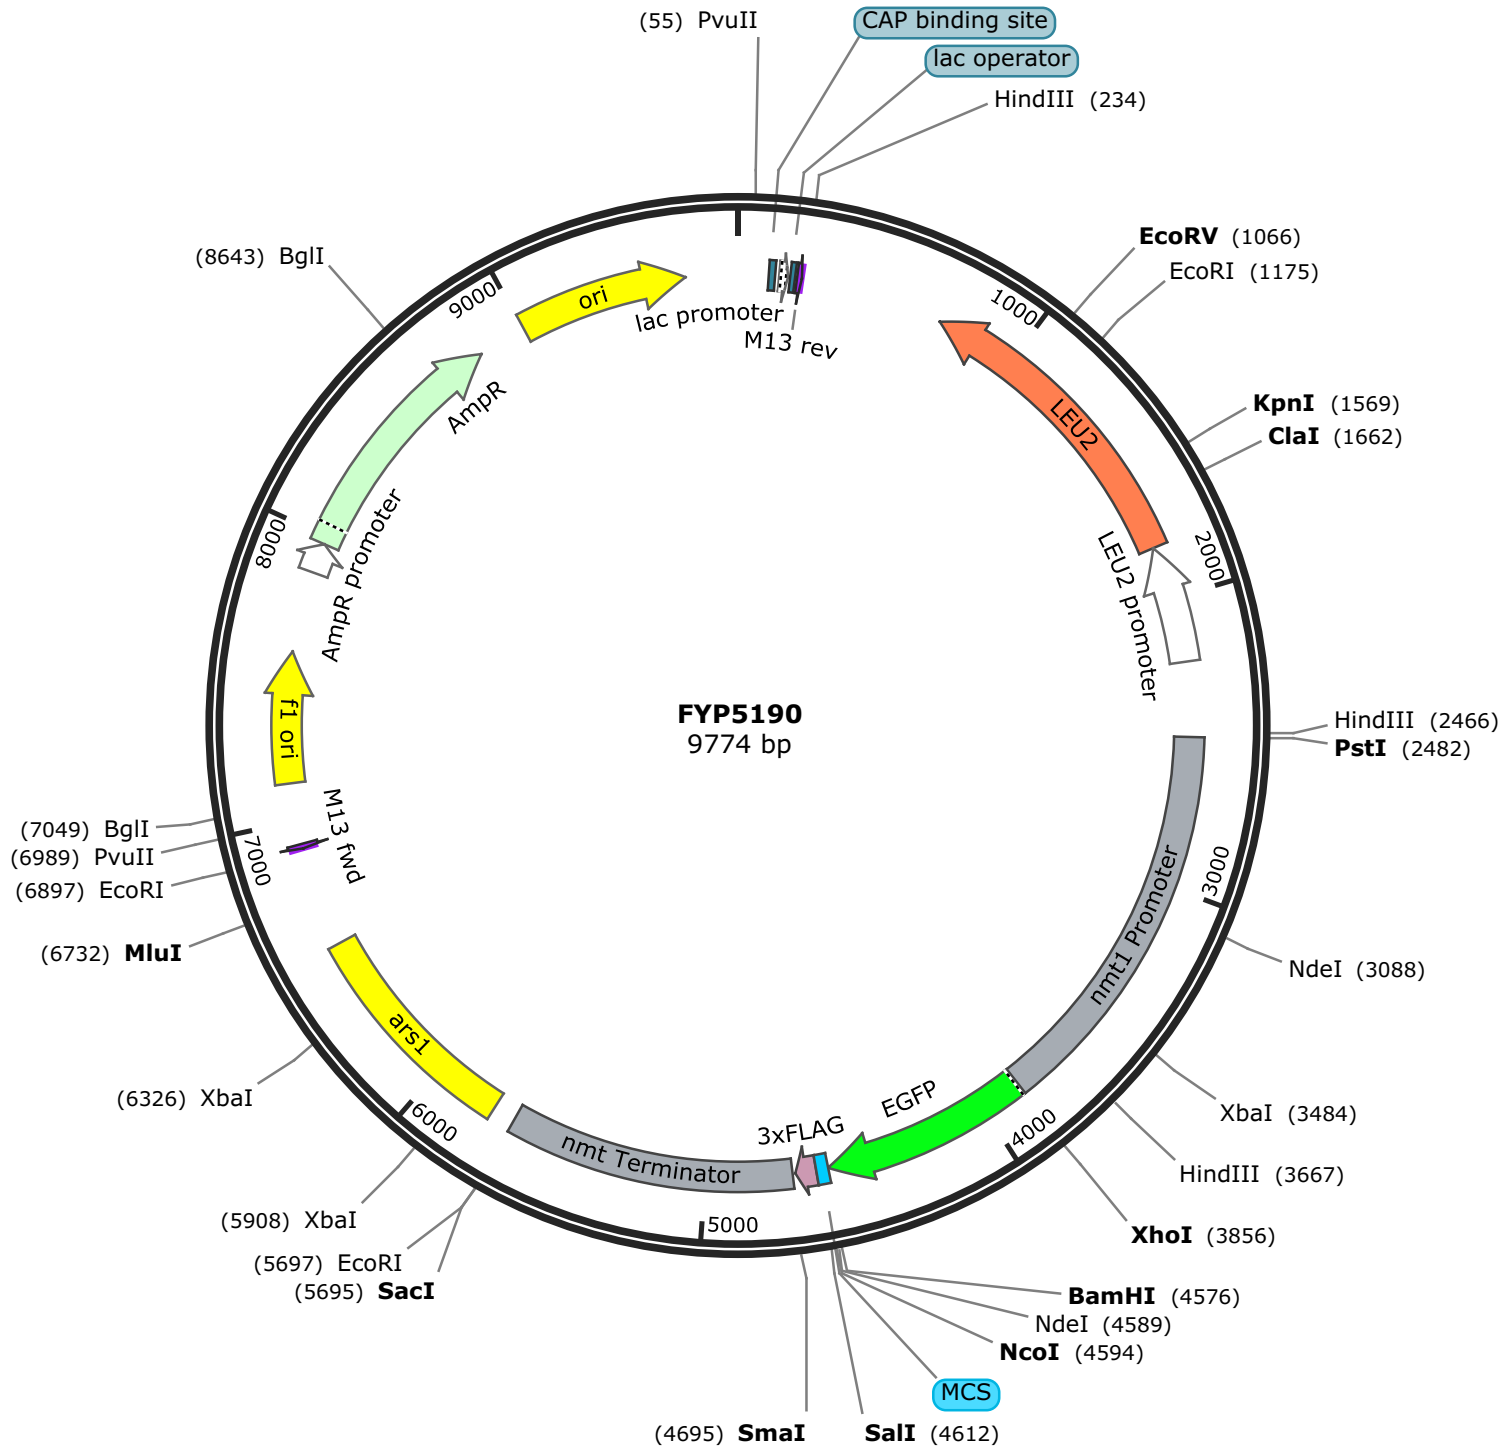 (55) PvuII
CAP binding site
lac operator
HindIII (234)
(8643) BglI
9000
ori
lac promoter
M13 rev
1000
EcoRV (1066)
EcoRI (1175)
AmpR
LEU2
KpnI (1569)
ClaI (1662)
8000
AmpR promoter
LEU2 promoter
2000
f1 ori
FYP5190
9774 bp
HindIII (2466)
PstI (2482)
M13 fwd
(7049) BglI
(6989) PvuII
(6897) EcoRI
7000
(6732) MluI
3000
nmt1 Promoter
NdeI (3088)
ars1
(6326) XbaI
6000
EGFP
3xFLAG
4000
XbaI (3484)
nmt Terminator
HindIII (3667)
(5908) XbaI
5000
XhoI (3856)
(5697) EcoRI
(5695) SacI
BamHI (4576)
NdeI (4589)
NcoI (4594)
MCS
(4695) SmaI
SalI (4612)